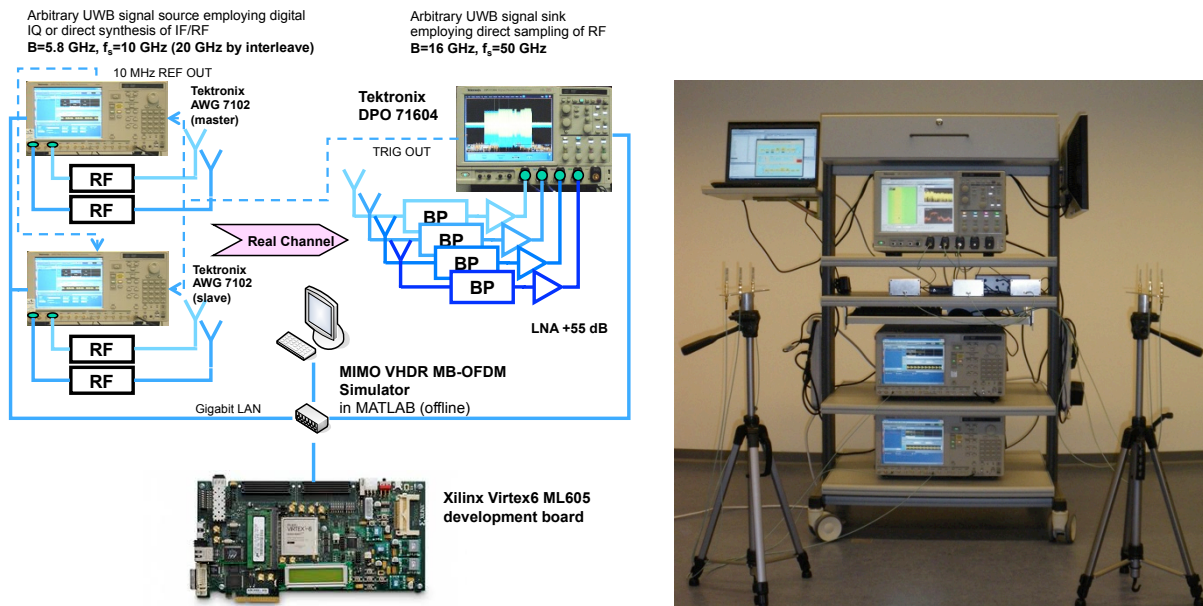 Arbitrary UWB signal source employing digital
IQ or direct synthesis of IF/RF
B=5.8 GHz, fs=10 GHz (20 GHz by interleave)
10 MHz REF OUT
Tektronix
AWG 7102
(master)
RF
RF
Arbitrary UWB signal sink
employing direct sampling of RF
B=16 GHz, fs=50 GHz
Tektronix
DPO 71604
TRIG OUT
BP
BP
BP
BP
Real Channel
LNA +55 dB
Tektronix
AWG 7102
(slave)
RF
RF
MIMO VHDR MB-OFDM
Simulator
in MATLAB (offline)
Gigabit LAN
Xilinx Virtex6 ML605
development board
VIRTEX-6